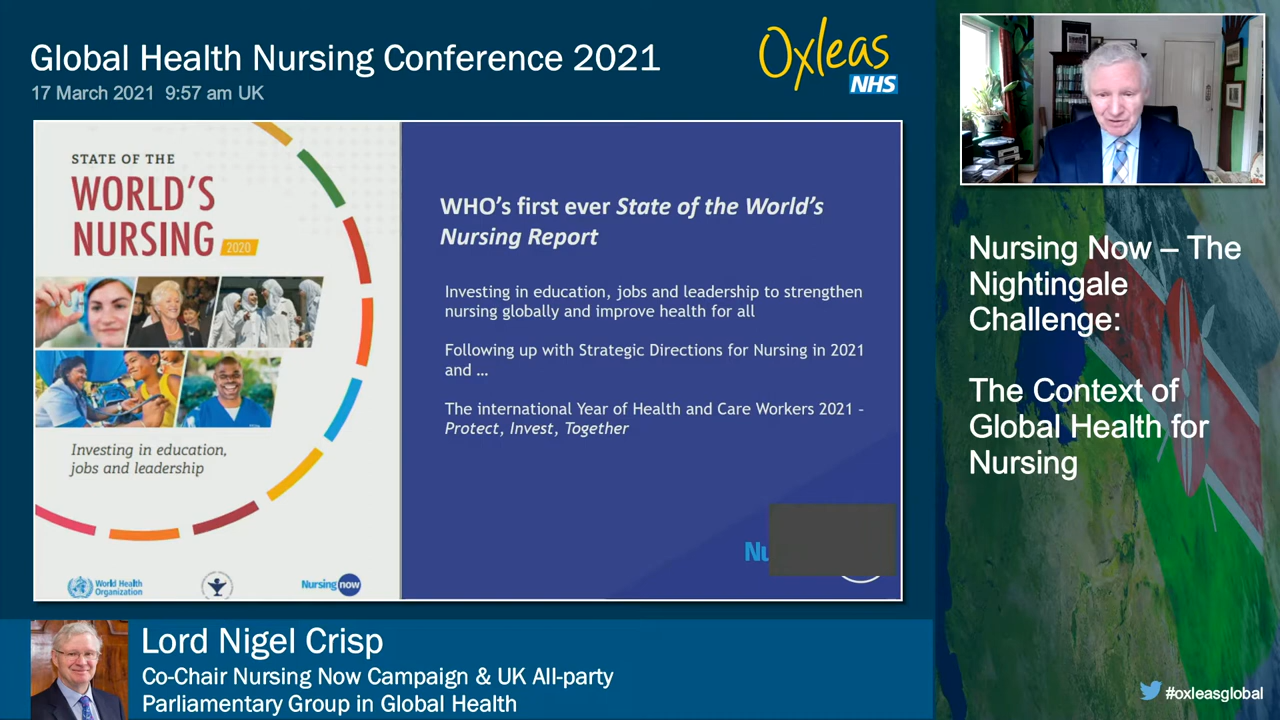 Global Health Nursing Conference 2021
17 March 2021 9:57 am UK
Oxleas
NHS
STATE OF THE
WORLD'S
NURSING 2020
Investing in education,
jobs and leadership
World Health
Organization
Nursing now
WHO's first ever State of the World's
Nursing Report
Investing in education, jobs and leadership to strengthen
nursing globally and improve health for all
Following up with Strategic Directions for Nursing in 2021
and ...
The international Year of Health and Care Workers 2021 –
Protect, Invest, Together
Nursing Now – The
Nightingale
Challenge:
The Context of
Global Health for
Nursing
Lord Nigel Crisp
Co-Chair Nursing Now Campaign & UK All-party
Parliamentary Group in Global Health
#oxleasglobal